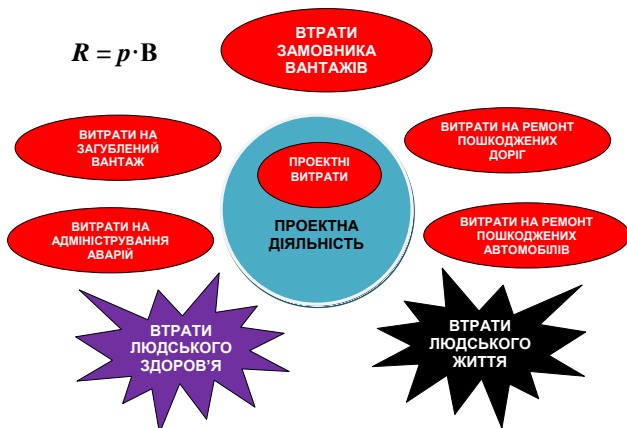 R = p·B
ВТРАТИ
ЗАМОВНИКА
ВАНТАЖІВ
ВИТРАТИ НА
ЗАГУБЛЕНИЙ
ВАНТАЖ
ПРОЕКТНІ
ВИТРАТИ
ВИТРАТИ НА РЕМОНТ
ПОШКОДЖЕНИХ
ДОРІГ
ВИТРАТИ НА
АДМІНІСТРУВАННЯ
АВАРІЙ
ПРОЕКТНА
ДІЯЛЬНІСТЬ
ВИТРАТИ НА РЕМОНТ
ПОШКОДЖЕНИХ
АВТОМОБІЛІВ
ВТРАТИ
ЛЮДСЬКОГО
ЗДОРОВ'Я
ВТРАТИ
ЛЮДСЬКОГО
ЖИТТЯ